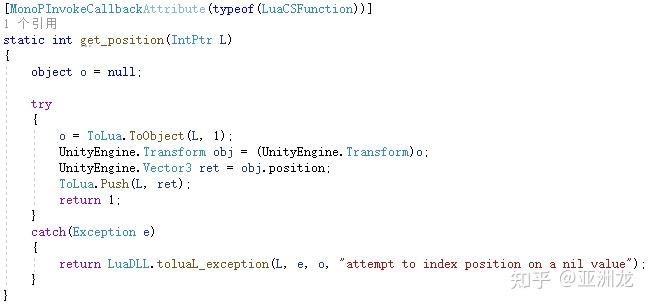 [MonoPInvokeCallbackAttribute(typeof(LuaCSFunction))]
1 个引用
static int get_position(IntPtr L)
{
    object o = null;

    try
    {
        o = ToLua.ToObject(L, 1);
        UnityEngine.Transform obj = (UnityEngine.Transform)o;
        UnityEngine.Vector3 ret = obj.position;
        ToLua.Push(L, ret);
        return 1;
    }
    catch(Exception e)
    {
        return LuaDLL.toluaL_exception(L, e, o, "attempt to index position on a nil value");
    }
}
知乎 @亚洲龙